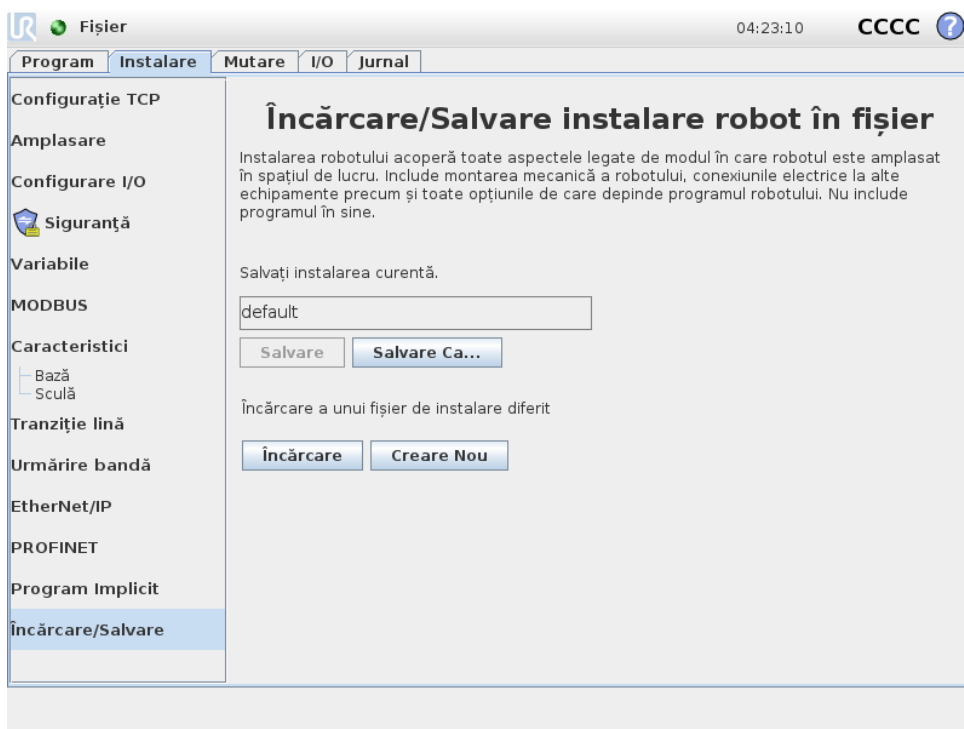 UR Fișier 04:23:10 CCCC ?
Program Instalare Mutare I/O Jurnal
Configurație TCP
Amplasare
Configurare I/O
Siguranță
Variabile
MODBUS
Caracteristici
Bază
Sculă
Tranziție lină
Urmărire bandă
EtherNet/IP
PROFINET
Program Implicit
Încărcare/Salvare
Încărcare/Salvare instalare robot în fișier
Instalarea robotului acoperă toate aspectele legate de modul în care robotul este amplasat
în spațiul de lucru. Include montarea mecanică a robotului, conexiunile electrice la alte
echipamente precum și toate opțiunile de care depinde programul robotului. Nu include
programul în sine.
Salvați instalarea curentă.
default
Salvare Salvare Ca...
Încărcare a unui fișier de instalare diferit
Încărcare Creare Nou